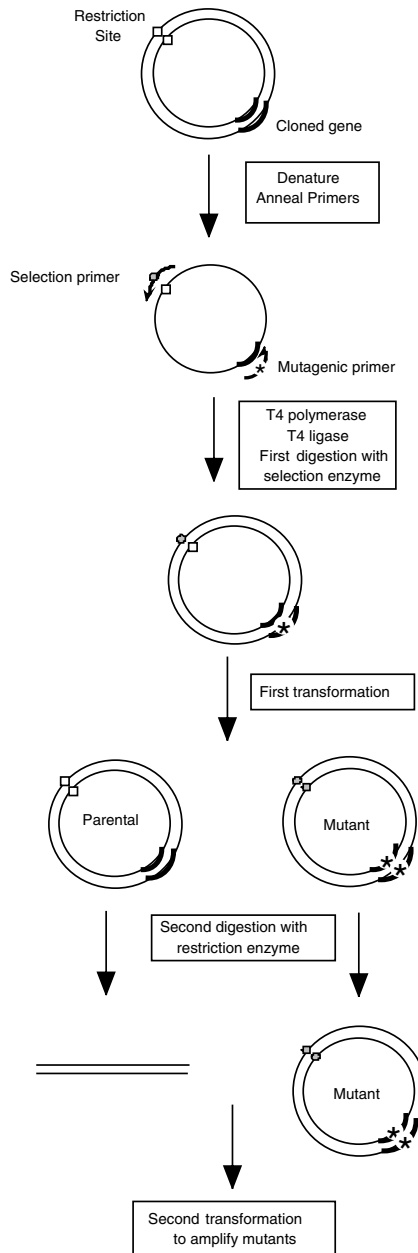 Restriction
Site
Cloned gene
Denature
Anneal Primers
Selection primer
Mutagenic primer
*
T4 polymerase
T4 ligase
First digestion with
selection enzyme
*
First transformation
Parental
Mutant
*
*
Second digestion with
restriction enzyme
Mutant
*
*
Second transformation
to amplify mutants